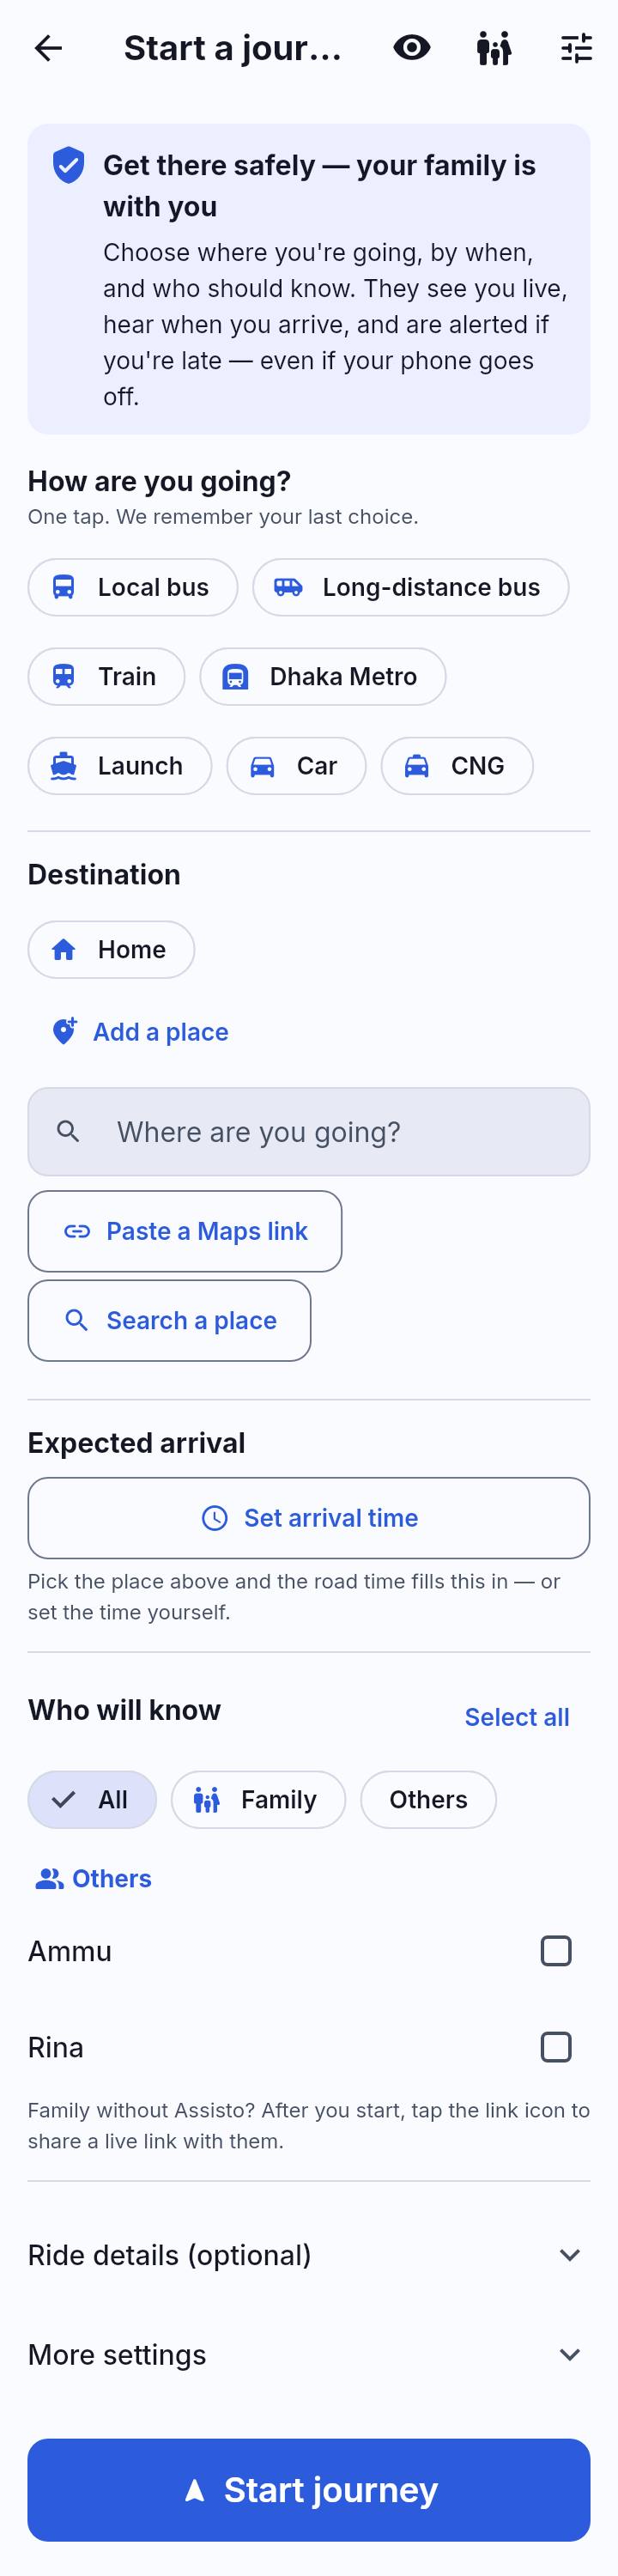 Start a jour...
Get there safely — your family is
with you
Choose where you're going, by when,
and who should know. They see you live,
hear when you arrive, and are alerted if
you're late — even if your phone goes
off.
How are you going?
One tap. We remember your last choice.
Local bus
Long-distance bus
Train
Dhaka Metro
Launch
Car
CNG
Destination
Home
Add a place
Where are you going?
Paste a Maps link
Search a place
Expected arrival
Set arrival time
Pick the place above and the road time fills this in — or
set the time yourself.
Who will know
Select all
All
Family
Others
Others
Ammu
Rina
Family without Assisto? After you start, tap the link icon to
share a live link with them.
Ride details (optional)
More settings
Start journey